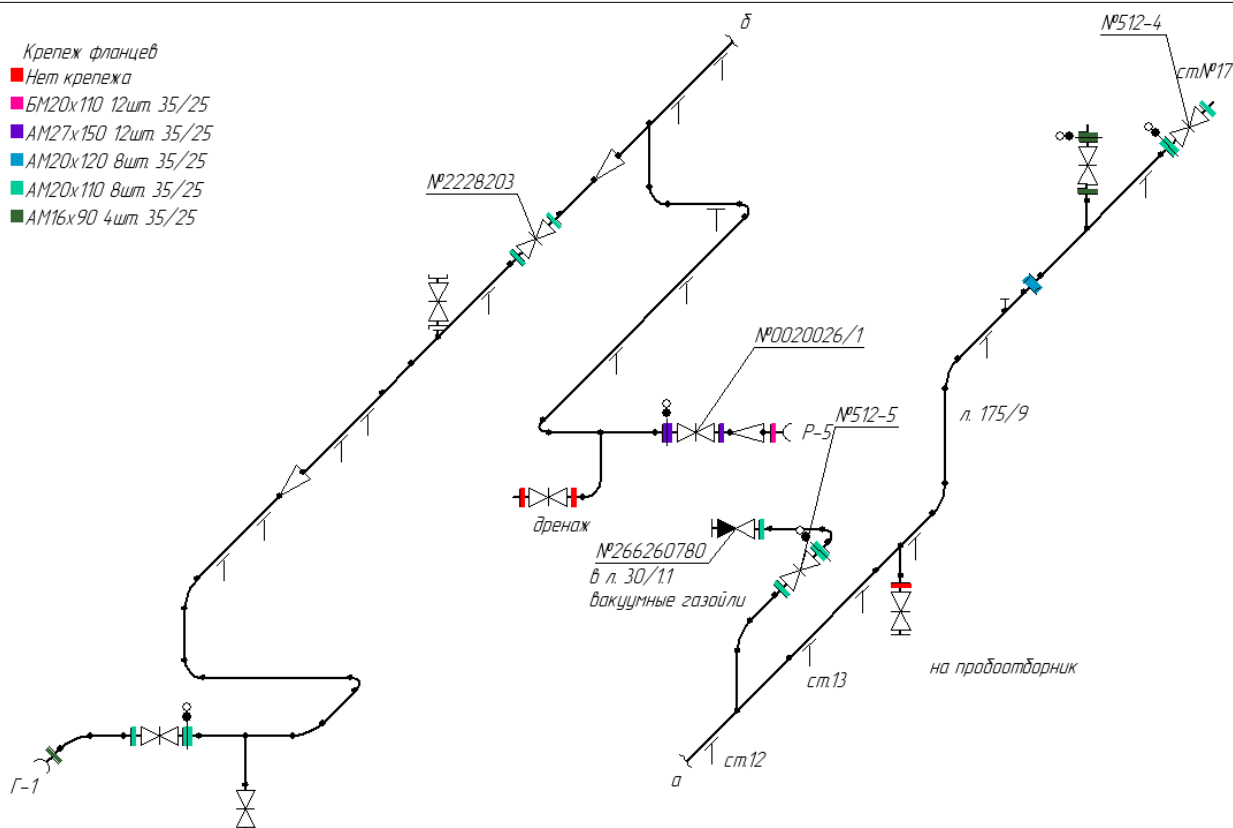 Крепеж фланцев
Нет крепежа
БМ20х110 12шт. 35/25
АМ27х150 12шт. 35/25
АМ20х120 8шт. 35/25
АМ20х110 8шт. 35/25
АМ16х90 4шт. 35/25
б
№512-4
ст.№17
№2228203
№0020026/1
№512-5
Р-5
л. 175/9
дренаж
№266260780
в л. 30/1.1
вакуумные газойли
на пробоотборник
ст.13
ст.12
а
Г-1